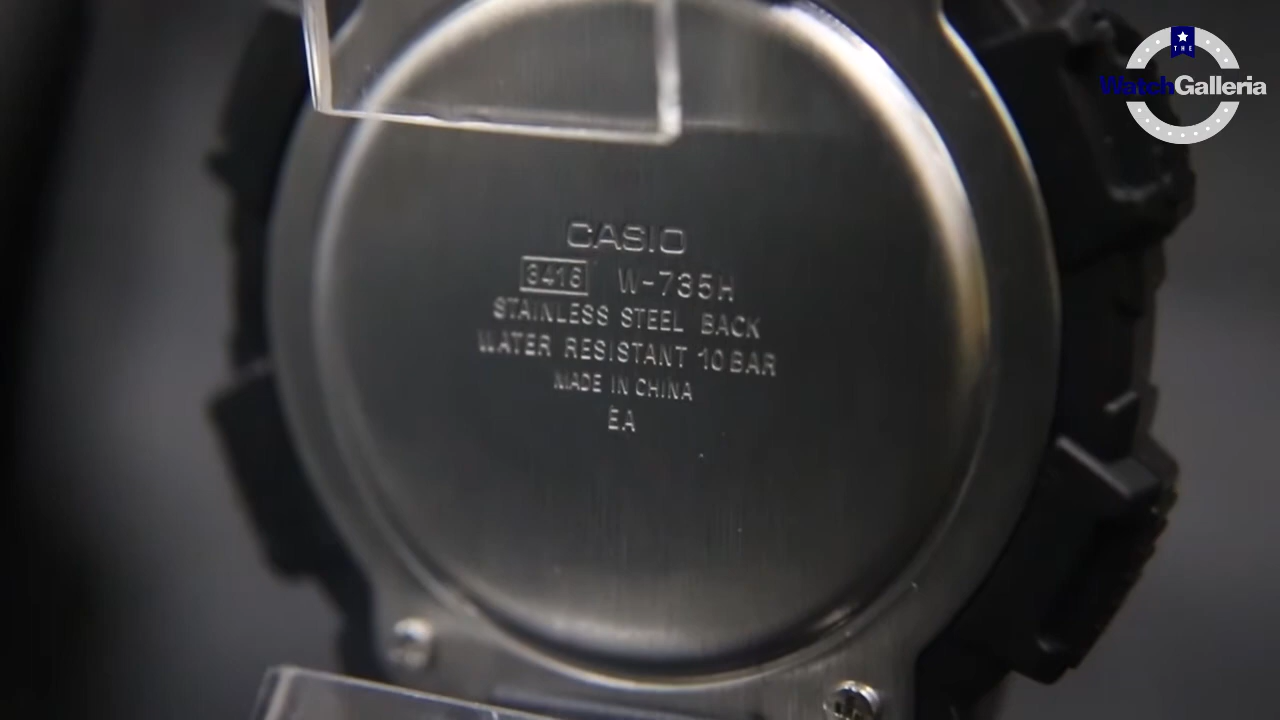 THE
WatchGalleria
CASIO
3416 W-735H
STAINLESS STEEL BACK
WATER RESISTANT 10 BAR
MADE IN CHINA
EA